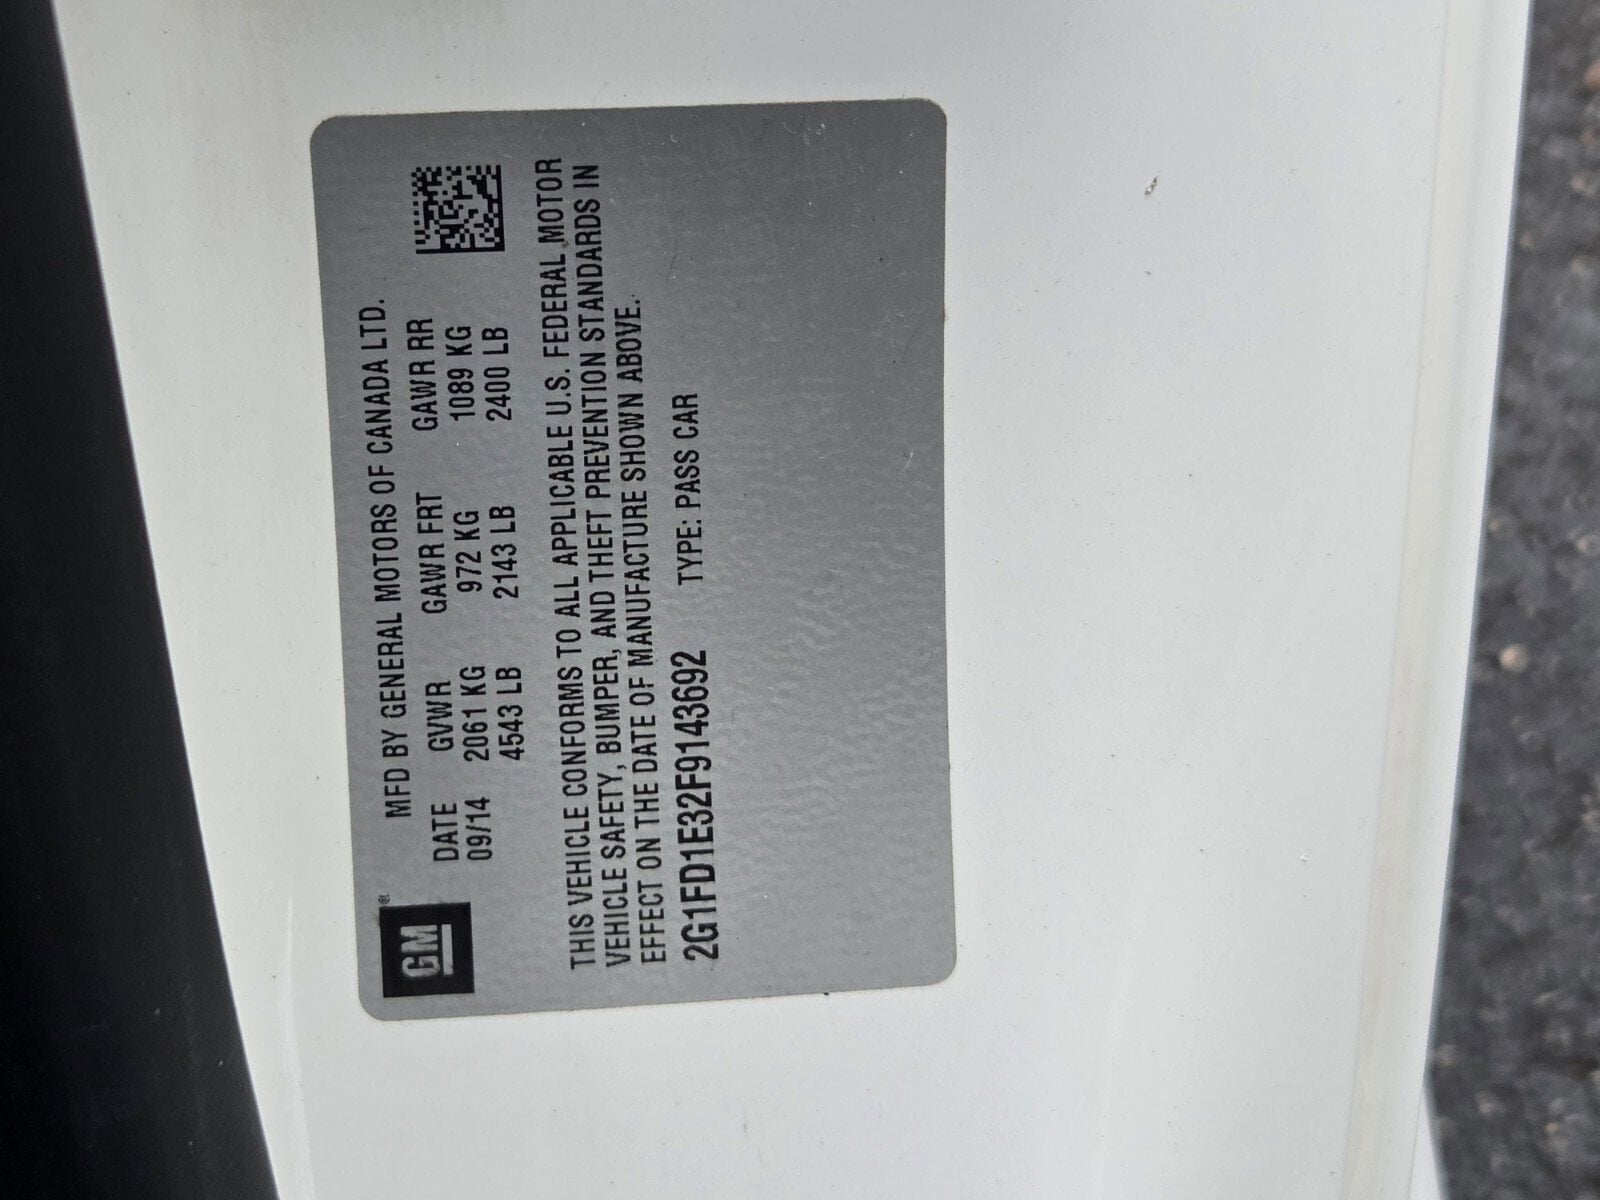 GM®
MFD BY GENERAL MOTORS OF CANADA LTD.
DATE GVWR GAWR FRT GAWR RR
09/14 2061 KG 972 KG 1089 KG
4543 LB 2143 LB 2400 LB
THIS VEHICLE CONFORMS TO ALL APPLICABLE U.S. FEDERAL MOTOR
VEHICLE SAFETY, BUMPER, AND THEFT PREVENTION STANDARDS IN
EFFECT ON THE DATE OF MANUFACTURE SHOWN ABOVE.
2G1FD1E32F9143692 TYPE: PASS CAR